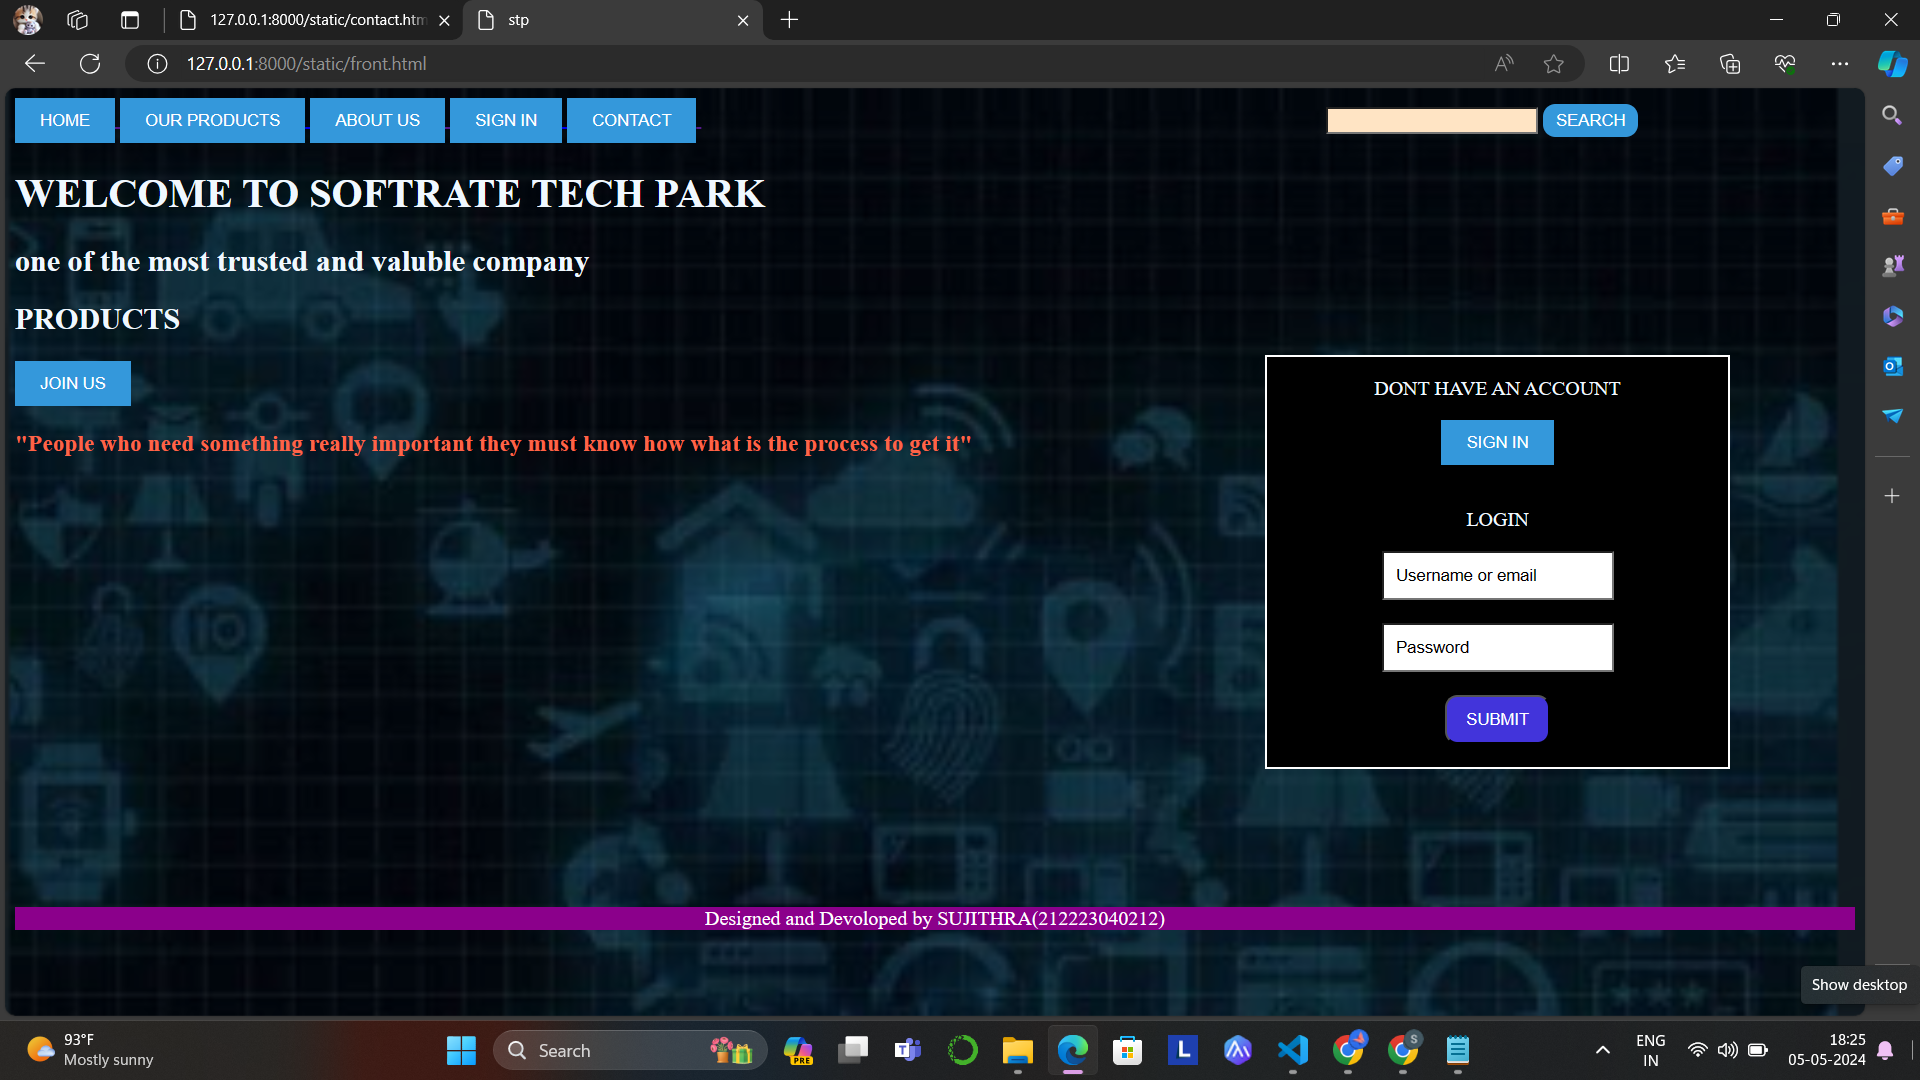 127.0.0.1:8000/static/contact.htm
stp
127.0.0.1:8000/static/front.html
HOME
OUR PRODUCTS
ABOUT US
SIGN IN
CONTACT
SEARCH
WELCOME TO SOFTRATE TECH PARK
one of the most trusted and valuble company
PRODUCTS
JOIN US
"People who need something really important they must know how what is the process to get it"
DONT HAVE AN ACCOUNT
SIGN IN
LOGIN
Username or email
Password
SUBMIT
Designed and Devoloped by SUJITHRA(212223040212)
Show desktop
93°F
Mostly sunny
Search
PRE
L
S
ENG
IN
18:25
05-05-2024